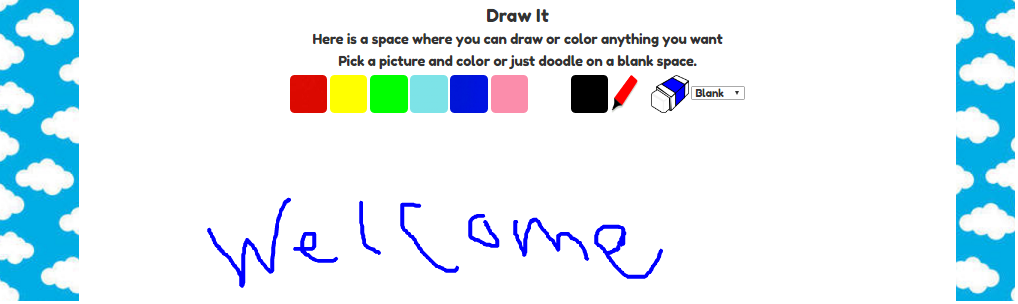 Draw It
Here is a space where you can draw or color anything you want
Pick a picture and color or just doodle on a blank space.
Blank
Welcome